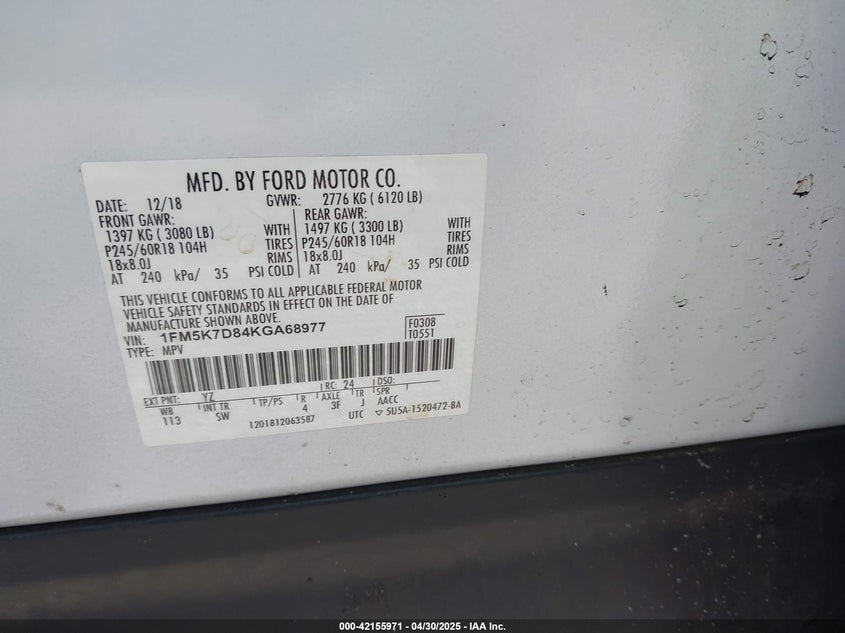 MFD. BY FORD MOTOR CO.
DATE: 12/18 GVWR: 2776 KG ( 6120 LB)
FRONT GAWR: REAR GAWR:
1397 KG ( 3080 LB) WITH 1497 KG ( 3300 LB) WITH
P245/60R18 104H TIRES P245/60R18 104H TIRES
18x8.0J RIMS 18x8.0J RIMS
AT 240 kPa/ 35 PSI COLD AT 240 kPa/ 35 PSI COLD
THIS VEHICLE CONFORMS TO ALL APPLICABLE FEDERAL MOTOR
VEHICLE SAFETY STANDARDS IN EFFECT ON THE DATE OF
MANUFACTURE SHOWN ABOVE.
VIN: 1FM5K7D84KGA68977 F0308
TYPE: MPV T0551
EXT PNT: YZ RC: 24 DSO:
WB INT TR TP/PS R AXLE TR SPR
113 SW 4 3F J AACC
1201812063587 UTC ▽ 5U5A-1520472-BA
000-42155971 - 04/30/2025 - IAA Inc.